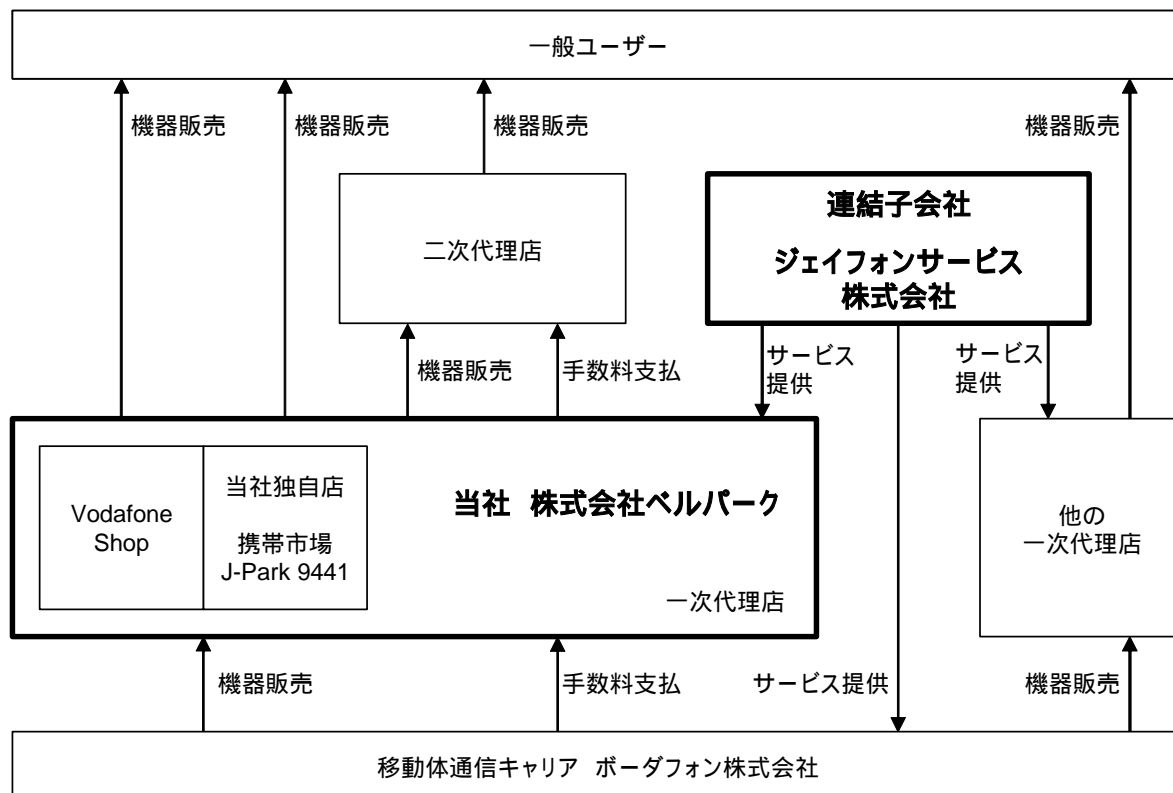 一般ユーザー
機器販売
機器販売
機器販売
機器販売
二次代理店
連結子会社
ジェイフォンサービス
株式会社
機器販売
手数料支払
サービス
提供
サービス
提供
Vodafone
Shop
当社独自店
携帯市場
J-Park 9441
当社 株式会社ベルパーク
一次代理店
他の
一次代理店
機器販売
手数料支払
サービス提供
機器販売
移動体通信キャリア ボーダフォン株式会社